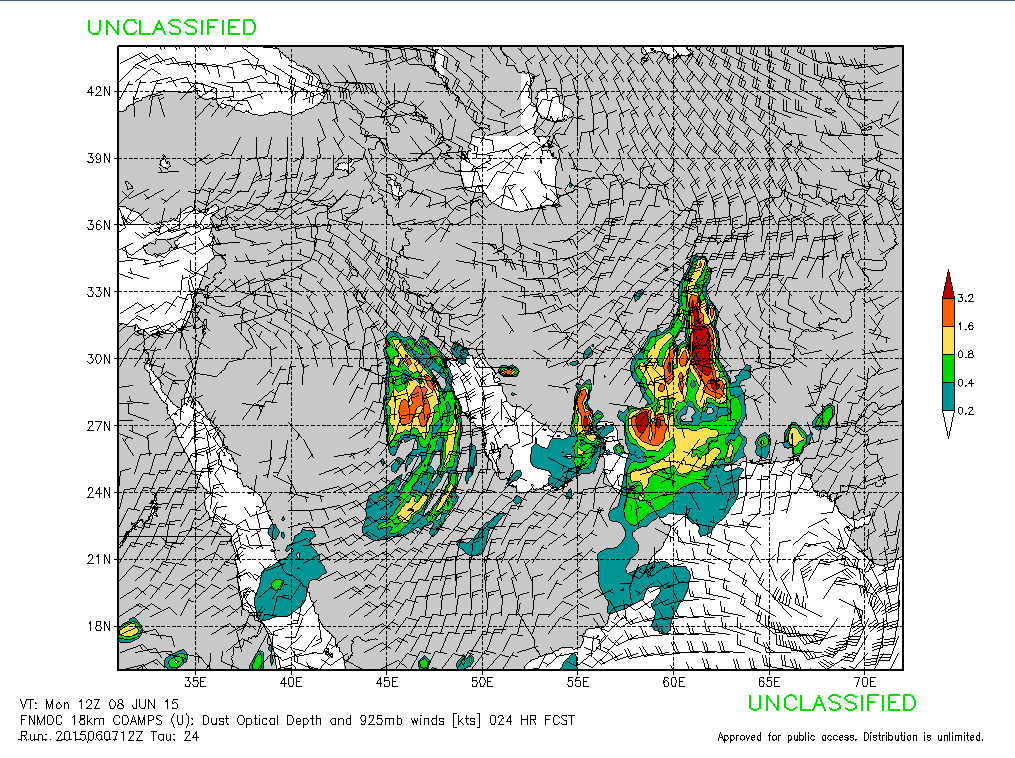 UNCLASSIFIED
42N
39N
36N
33N
30N
27N
24N
21N
18N
3.2
1.6
0.8
0.4
0.2
35E 40E 45E 50E 55E 60E 65E 70E
UNCLASSIFIED
VT: Mon 12Z 08 JUN 15
FNMOC 18km COAMPS (U): Dust Optical Depth and 925mb winds [kts] 024 HR FCST
Run: 2015060712Z Tau: 24
Approved for public access. Distribution is unlimited.